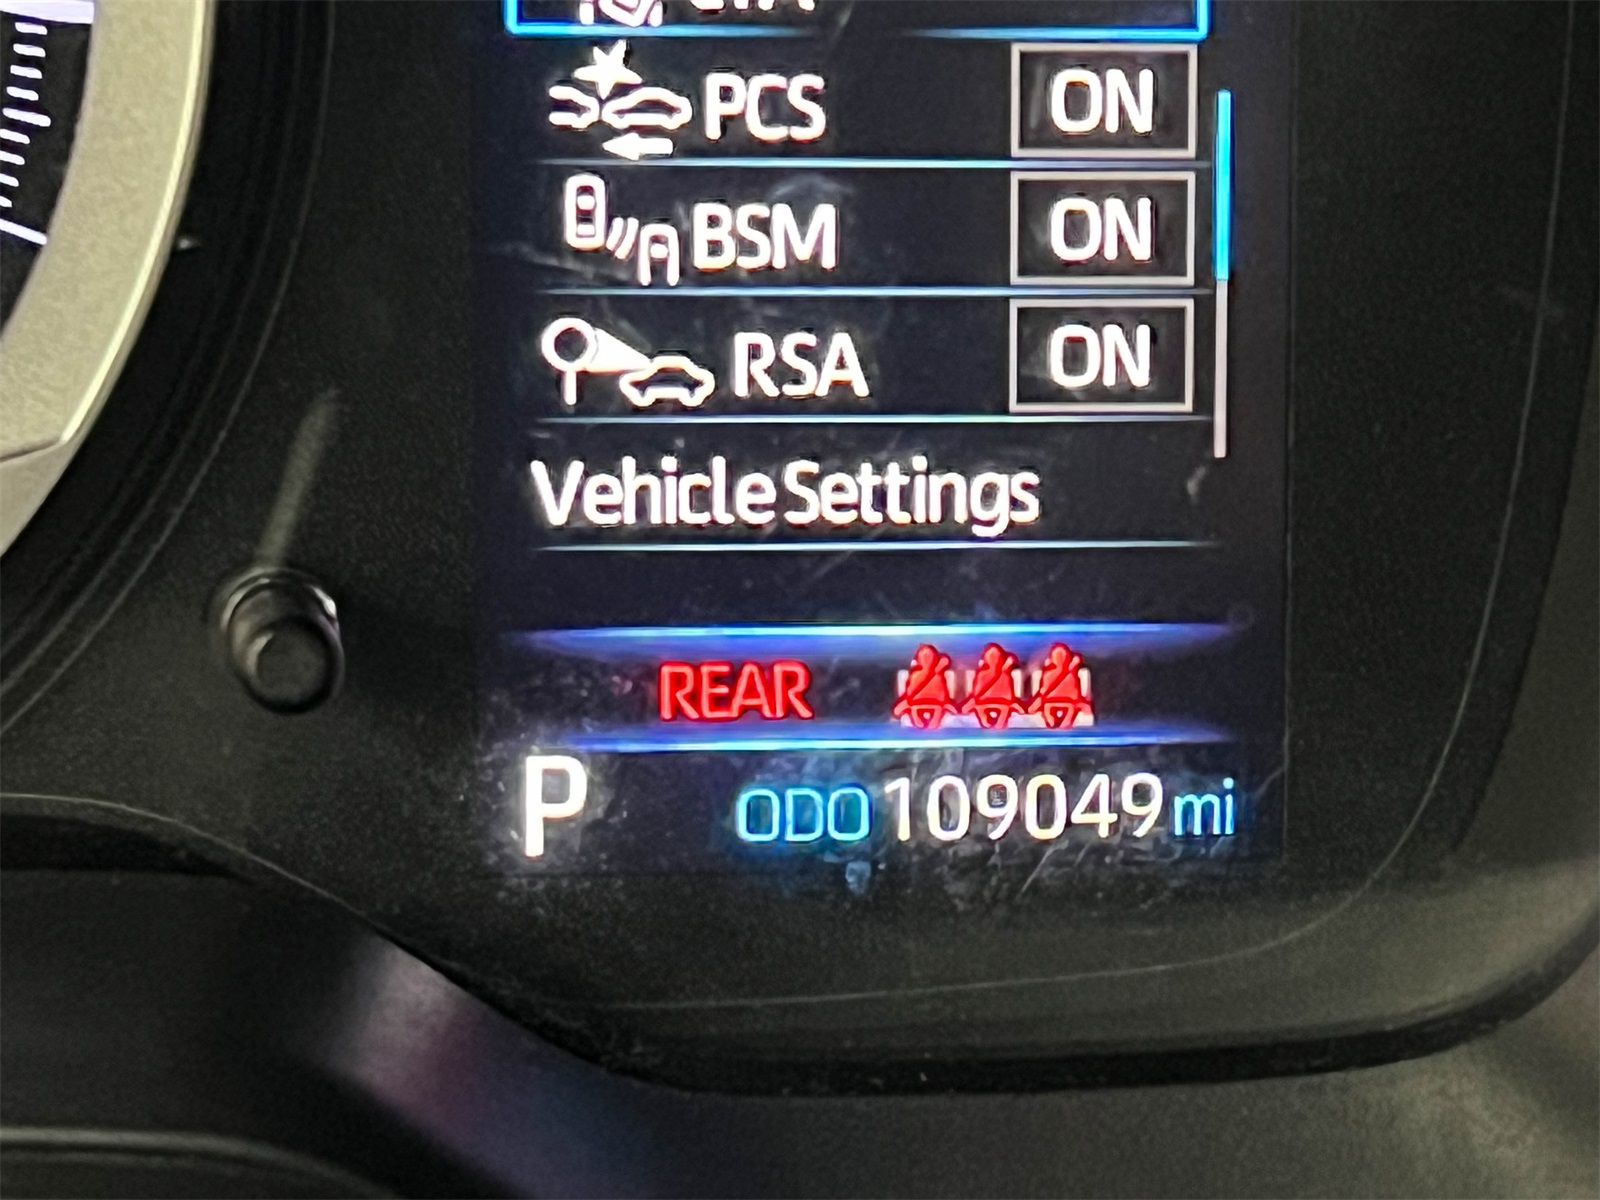 PCS ON
BSM ON
RSA ON
Vehicle Settings
REAR
P ODO 109049 mi